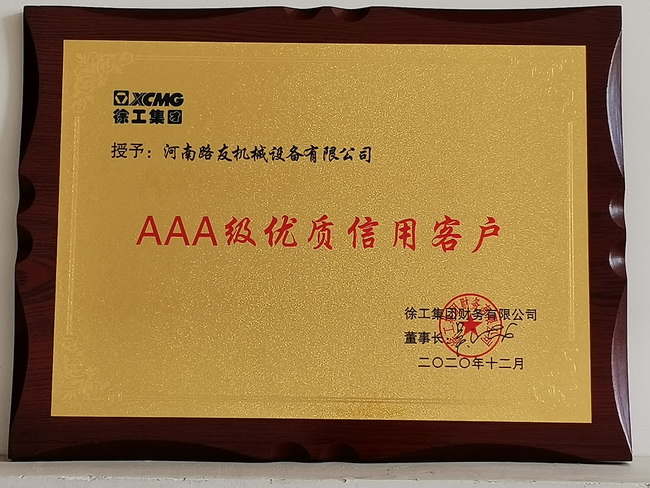 XCMG
徐工集团
授予：河南路友机械设备有限公司
AAA级优质信用客户
徐工集团财务有限公司
董事长:
二〇二〇年十二月